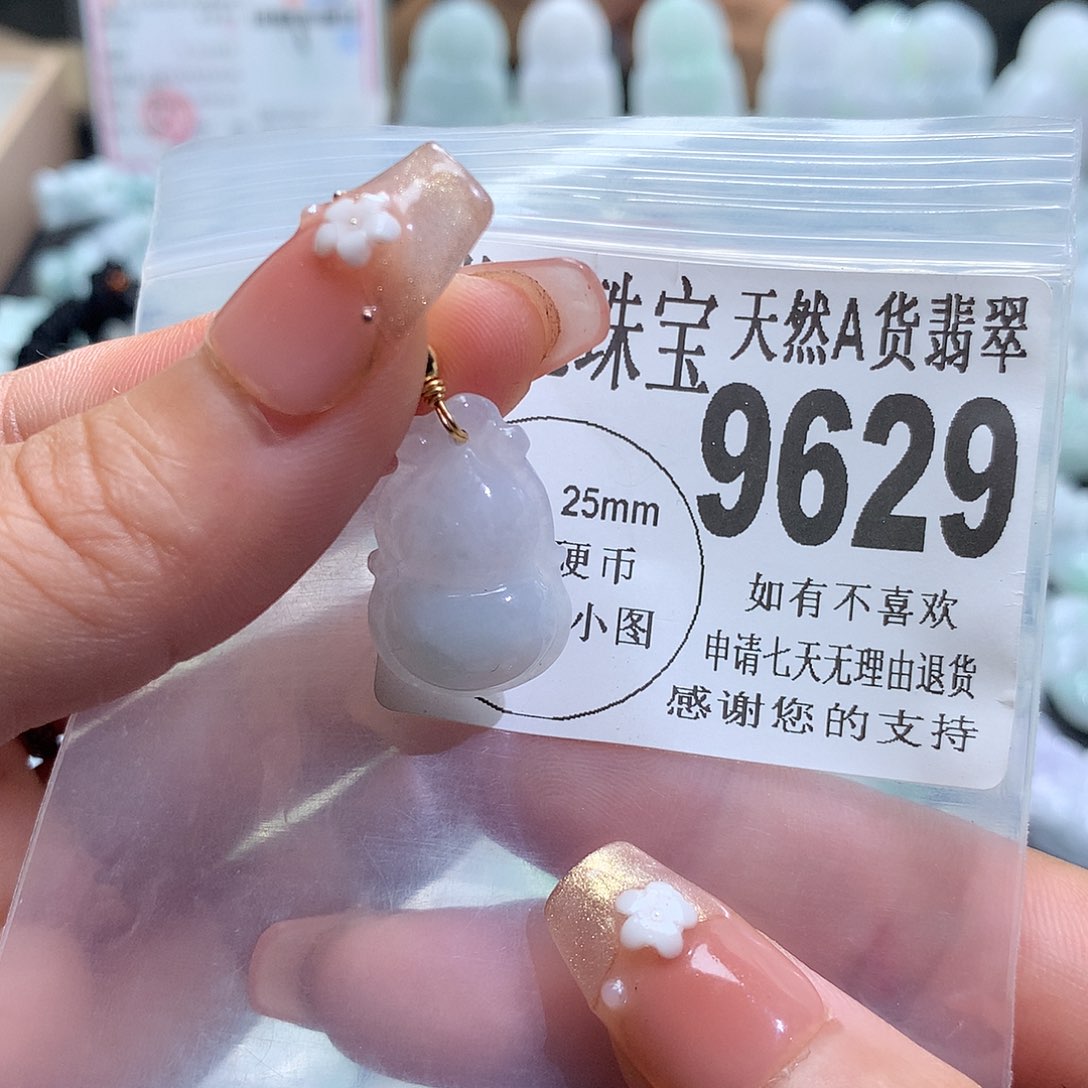 珠宝 天然A货翡翠
9629
25mm
硬币
小图
如有不喜欢
申请七天无理由退货
感谢您的支持